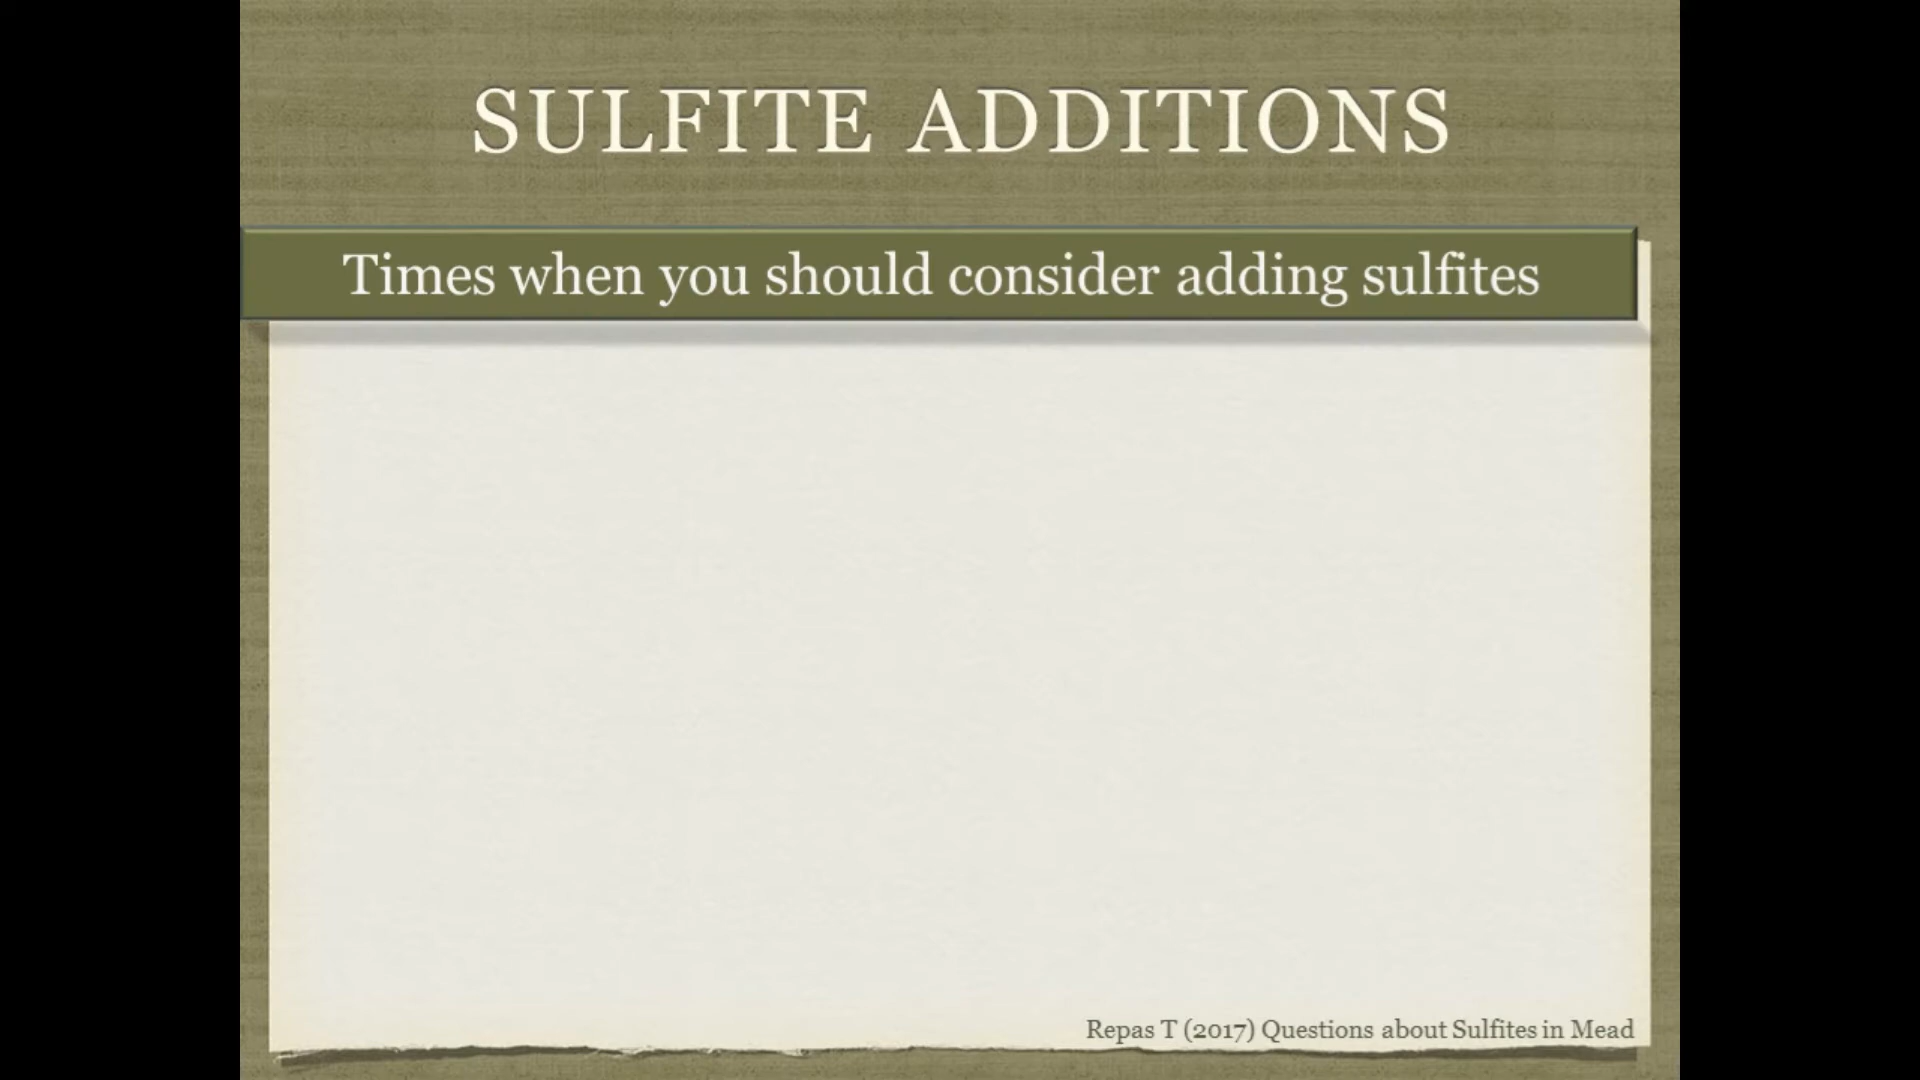 SULFITE ADDITIONS
Times when you should consider adding sulfites
Repas T (2017) Questions about Sulfites in Mead